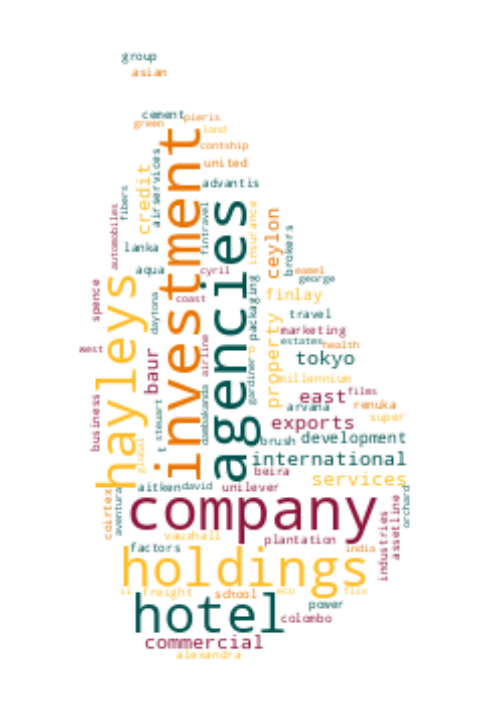 group
asian
cement
pieris
green
land
contship
united
investment
credit
airservices
advantis
fibers
automobiles
fintravel
insurance
agencies
ceylon
brokers
lanka
aqua
cyril
eamel
george
spence
hayleys
coast
packaging
finlay
daytona
property
travel
marketing
west
airline
estates
health
baur
tokyo
gardiner
millennium
dambakanda
east
films
arvana
renuka
business
t
stewart
exports
super
global
brush
development
international
beira
services
aitken
david
unilever
orchard
coirtex
aventura
company
assetline
industries
vauxhall
plantation
factors
india
holdings
ll
freight
school
eco
flix
hotel
power
colombo
commercial
alexandra